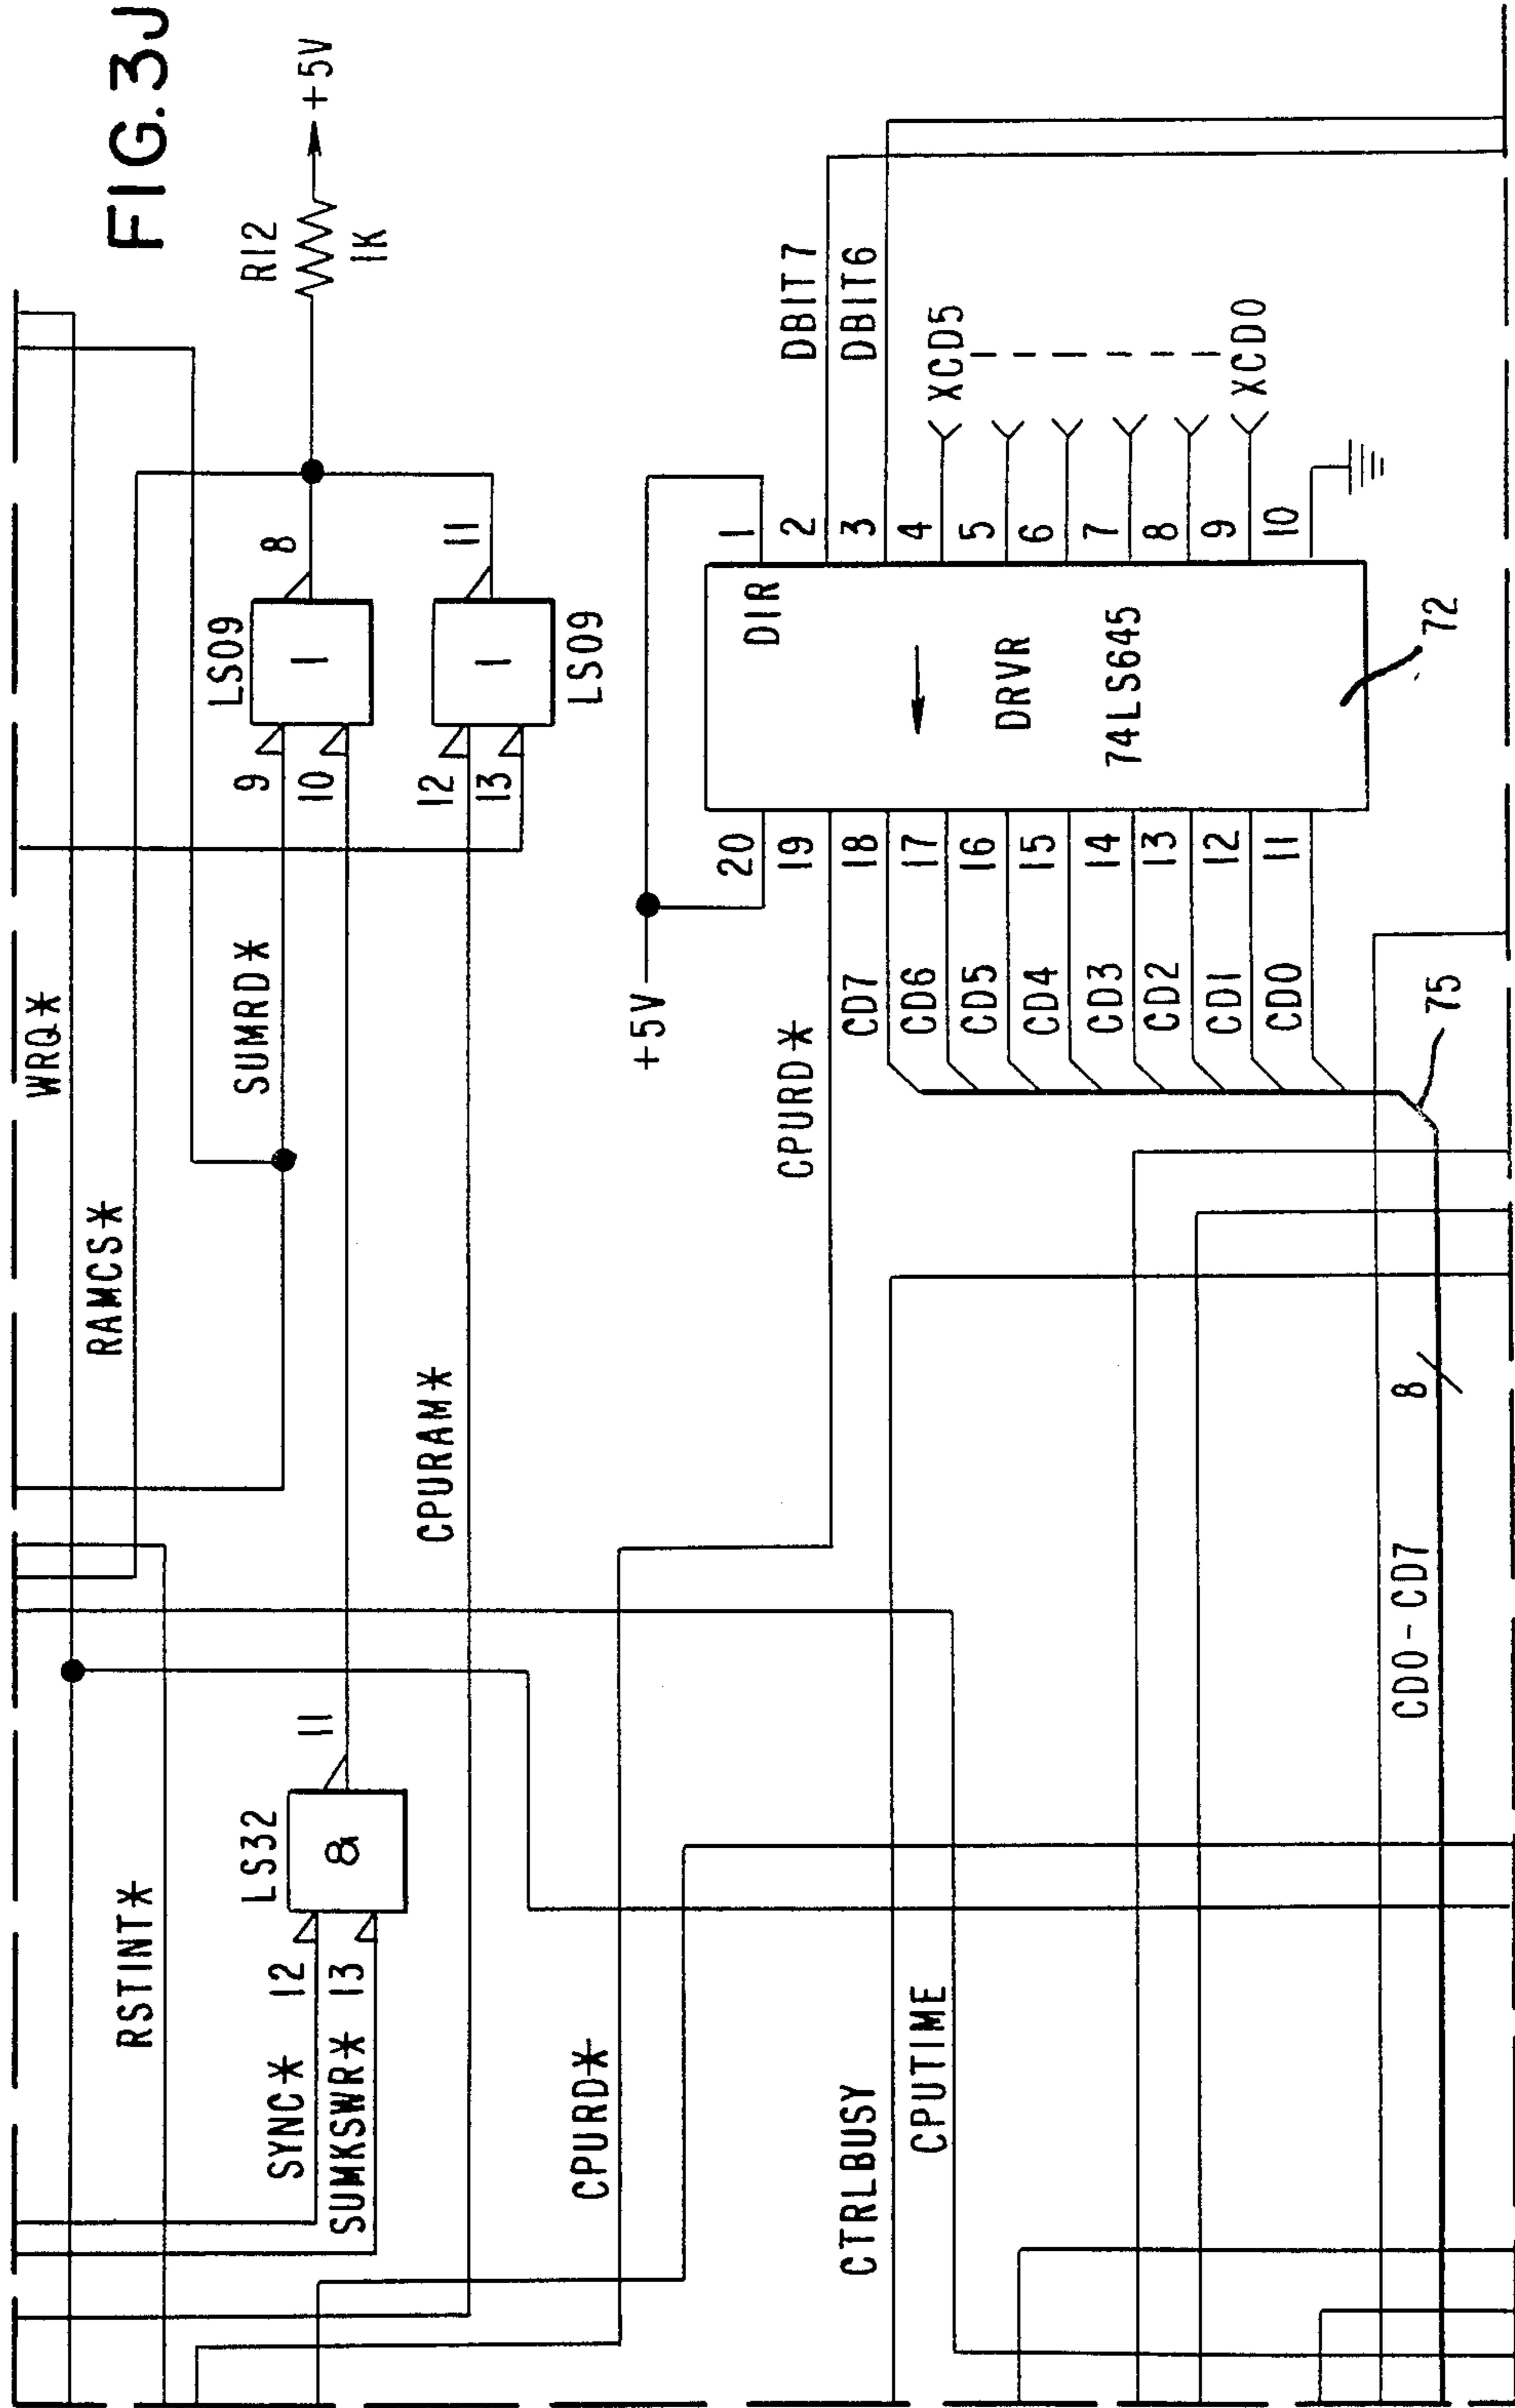 FIG.3J
WRQ*
RAMCS*
RSTINT*
SUMRD*
R12
1K
+5V
LS09
1
9
10
8
LS09
1
12
13
11
LS32
&
SYNC* 12
SUMKSWR* 13
11
CPURAM*
+5V
CPURD*
CPURD*
CTRLBUSY
CPUTIME
DIR
DRVR
74LS645
72
20
19
18
17
16
15
14
13
12
11
1
2
3
4
5
6
7
8
9
10
DBIT7
DBIT6
XCD5
XCD0
CD7
CD6
CD5
CD4
CD3
CD2
CD1
CD0
75
CD0-CD7
8